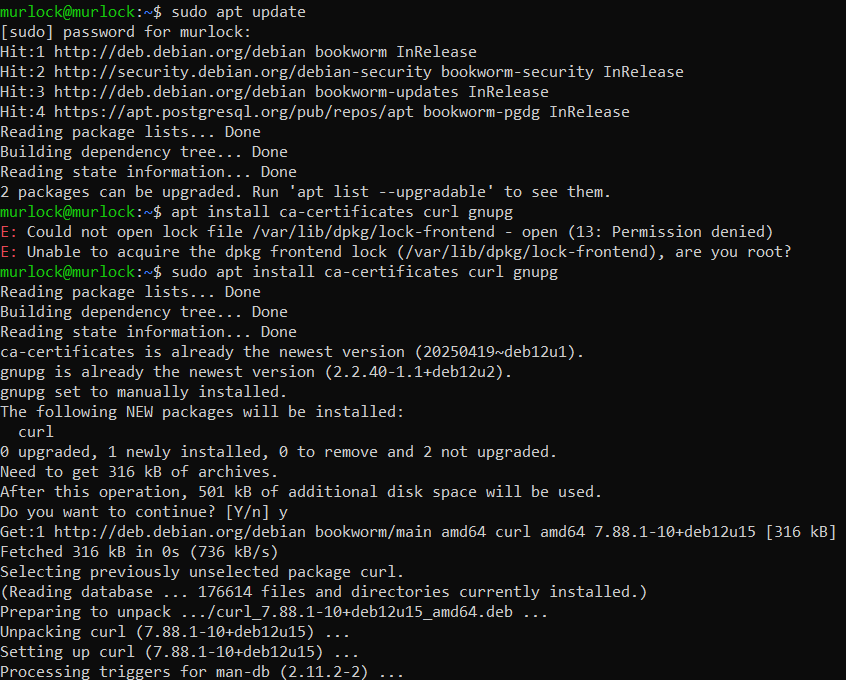 murlock@murlock:~$ sudo apt update
[sudo] password for murlock:
Hit:1 http://deb.debian.org/debian bookworm InRelease
Hit:2 http://security.debian.org/debian-security bookworm-security InRelease
Hit:3 http://deb.debian.org/debian bookworm-updates InRelease
Hit:4 https://apt.postgresql.org/pub/repos/apt bookworm-pgdg InRelease
Reading package lists... Done
Building dependency tree... Done
Reading state information... Done
2 packages can be upgraded. Run 'apt list --upgradable' to see them.
murlock@murlock:~$ apt install ca-certificates curl gnupg
E: Could not open lock file /var/lib/dpkg/lock-frontend - open (13: Permission denied)
E: Unable to acquire the dpkg frontend lock (/var/lib/dpkg/lock-frontend), are you root?
murlock@murlock:~$ sudo apt install ca-certificates curl gnupg
Reading package lists... Done
Building dependency tree... Done
Reading state information... Done
ca-certificates is already the newest version (20250419~deb12u1).
gnupg is already the newest version (2.2.40-1.1+deb12u2).
gnupg set to manually installed.
The following NEW packages will be installed:
  curl
0 upgraded, 1 newly installed, 0 to remove and 2 not upgraded.
Need to get 316 kB of archives.
After this operation, 501 kB of additional disk space will be used.
Do you want to continue? [Y/n] y
Get:1 http://deb.debian.org/debian bookworm/main amd64 curl amd64 7.88.1-10+deb12u15 [316 kB]
Fetched 316 kB in 0s (736 kB/s)
Selecting previously unselected package curl.
(Reading database ... 176614 files and directories currently installed.)
Preparing to unpack .../curl_7.88.1-10+deb12u15_amd64.deb ...
Unpacking curl (7.88.1-10+deb12u15) ...
Setting up curl (7.88.1-10+deb12u15) ...
Processing triggers for man-db (2.11.2-2) ...